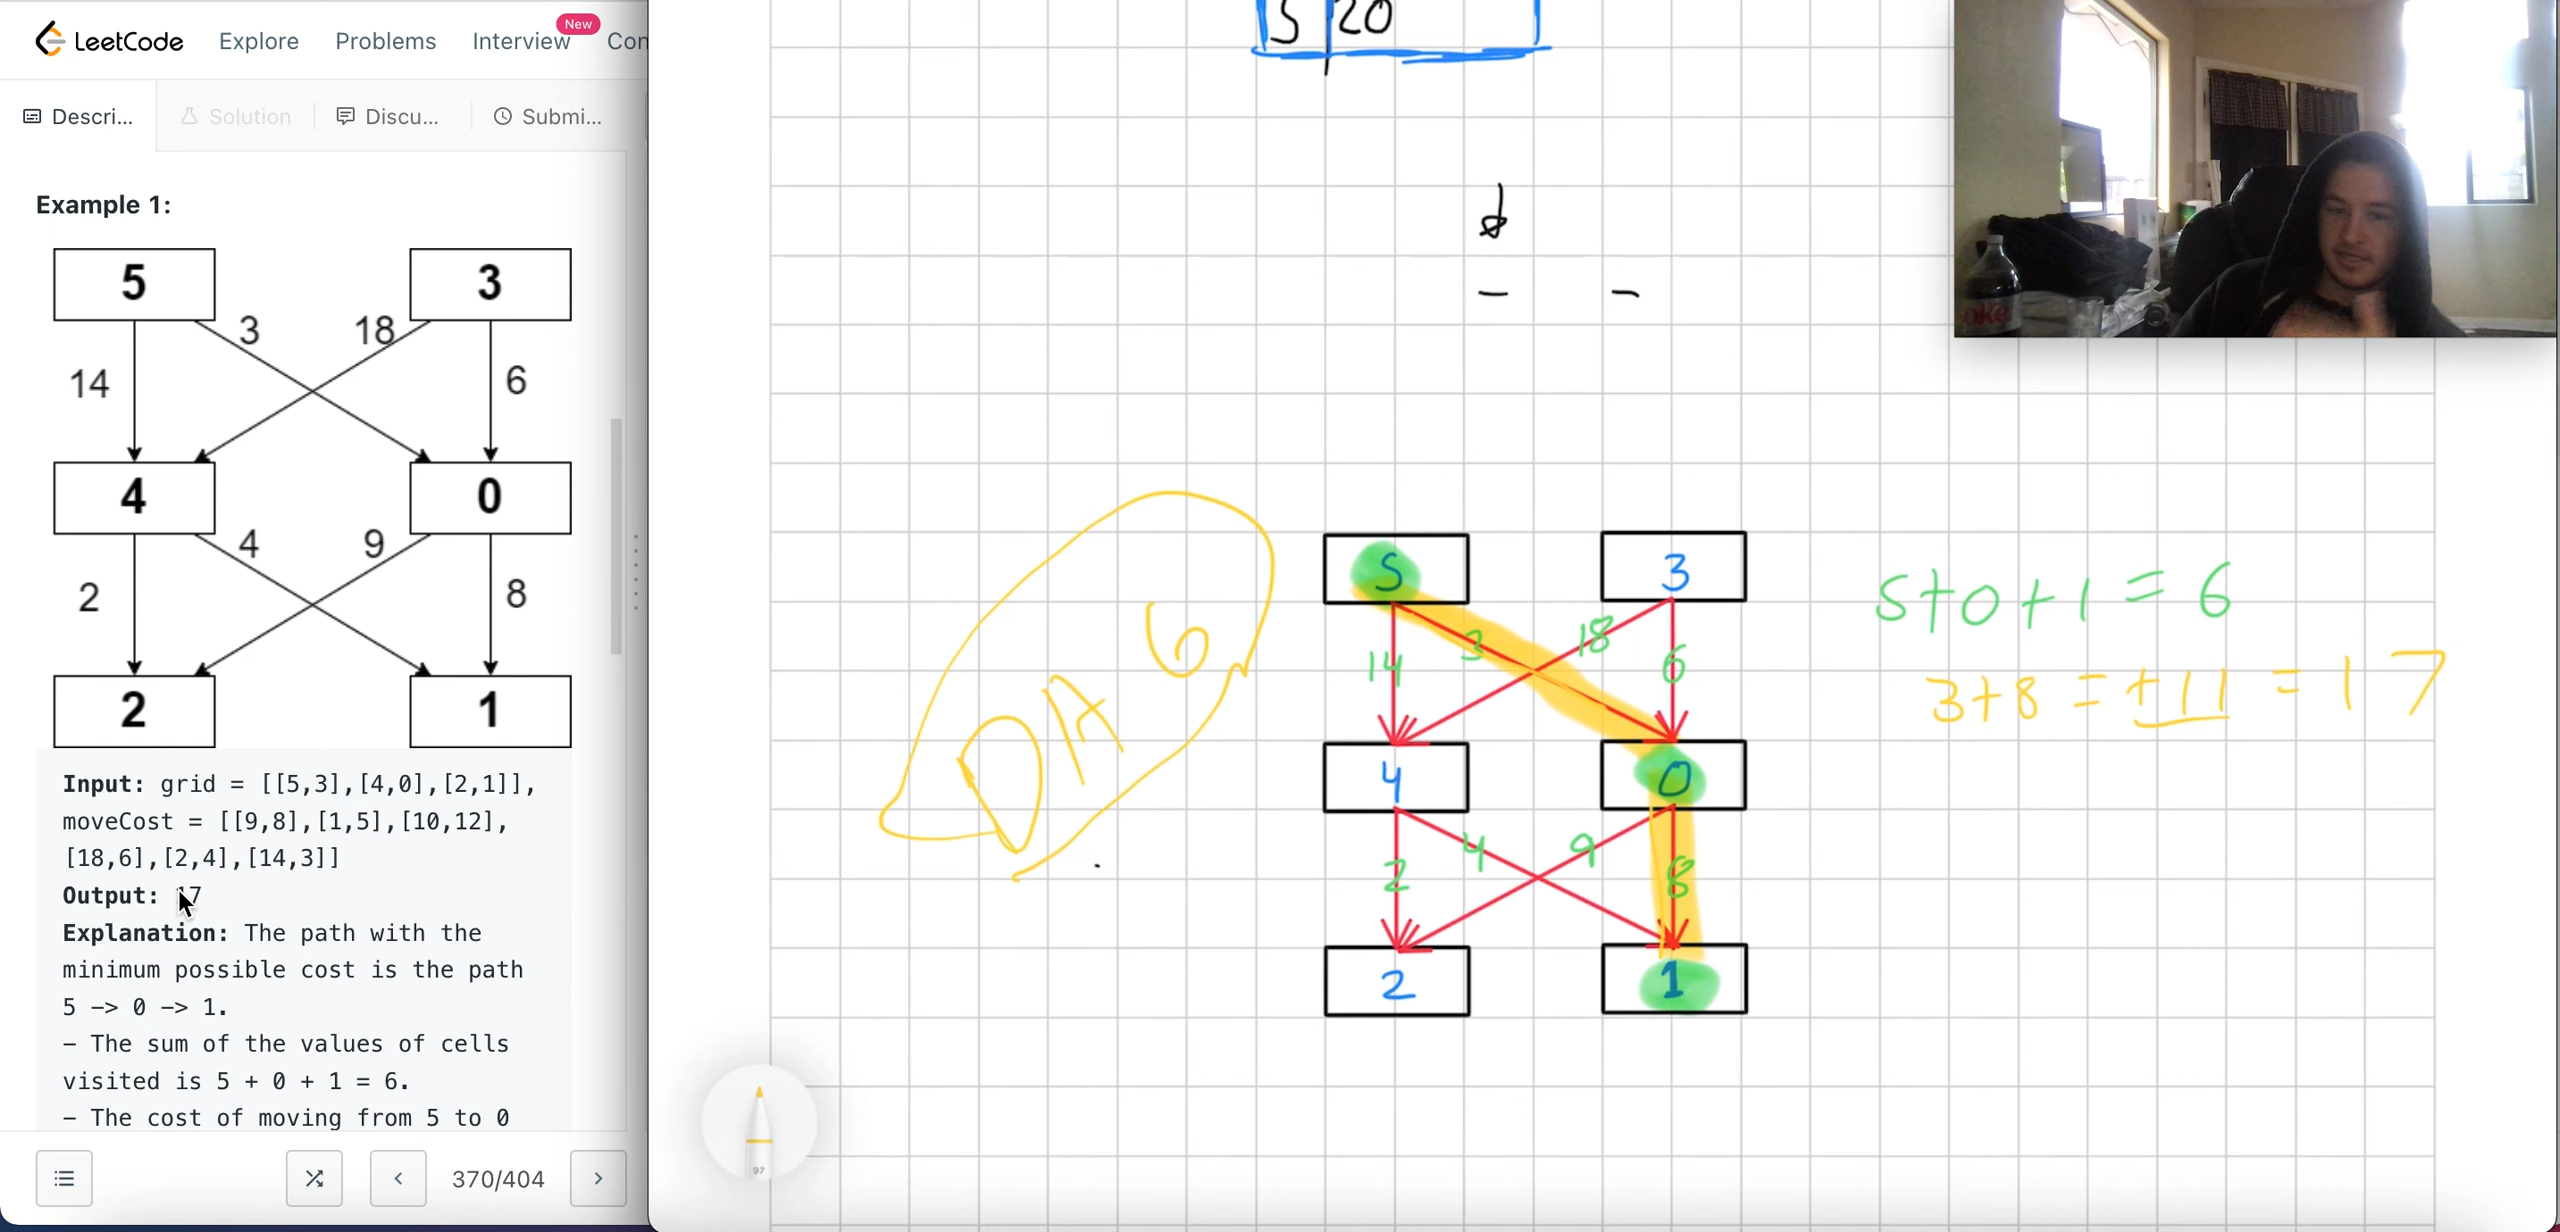 LeetCode Explore Problems Interview New Con
Descri... Solution Discu... Submi...
Example 1:
5 3
3 18
14 6
4 0
4 9
2 8
2 1
Input: grid = [[5,3],[4,0],[2,1]],
moveCost = [[9,8],[1,5],[10,12],
[18,6],[2,4],[14,3]]
Output: 17
Explanation: The path with the
minimum possible cost is the path
5 -> 0 -> 1.
- The sum of the values of cells
visited is 5 + 0 + 1 = 6.
- The cost of moving from 5 to 0
370/404
5 20
DAG
5 3
3 18
14 6
4 0
4 9
2 8
2 1
5+0+1 = 6
3+8 = +11 = 17
97
oke